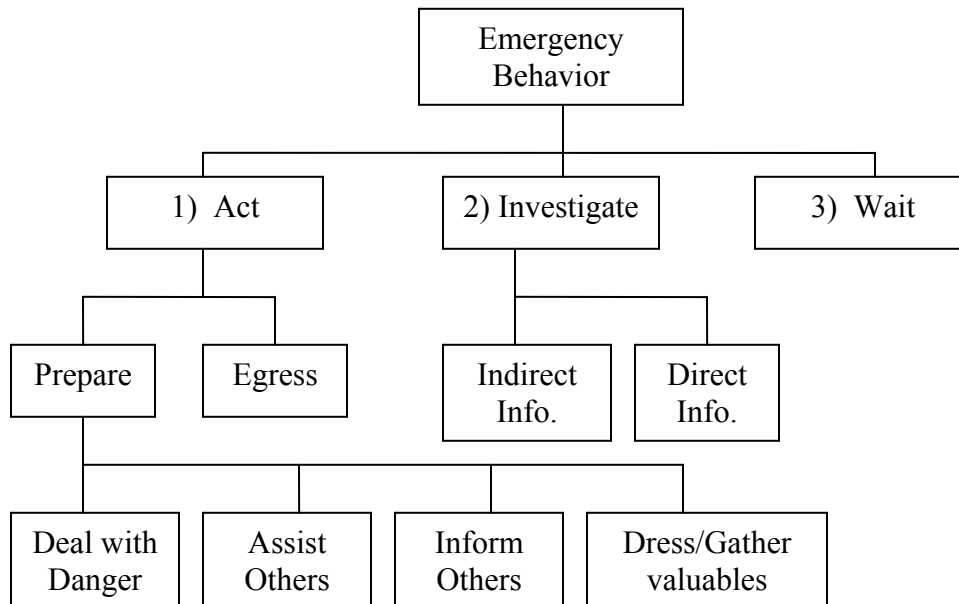 Emergency
Behavior
1) Act
2) Investigate
3) Wait
Prepare
Egress
Indirect
Info.
Direct
Info.
Deal with
Danger
Assist
Others
Inform
Others
Dress/Gather
valuables